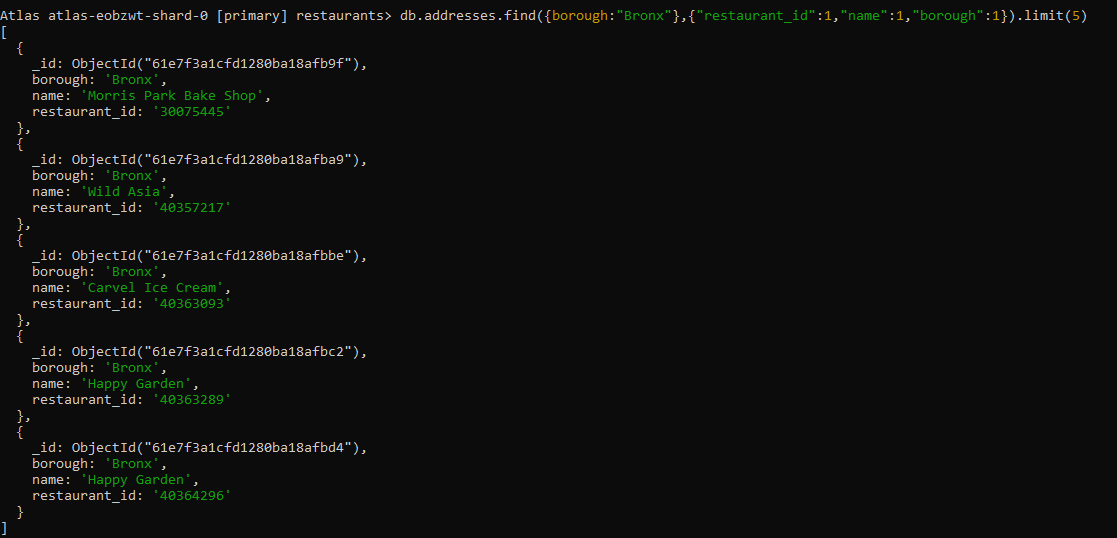 Atlas atlas-eobzwt-shard-0 [primary] restaurants> db.addresses.find({borough:"Bronx"},{"restaurant_id":1,"name":1,"borough":1}).limit(5)
[
  {
    _id: ObjectId("61e7f3a1cfd1280ba18afb9f"),
    borough: 'Bronx',
    name: 'Morris Park Bake Shop',
    restaurant_id: '30075445'
  },
  {
    _id: ObjectId("61e7f3a1cfd1280ba18afba9"),
    borough: 'Bronx',
    name: 'Wild Asia',
    restaurant_id: '40357217'
  },
  {
    _id: ObjectId("61e7f3a1cfd1280ba18afbbe"),
    borough: 'Bronx',
    name: 'Carvel Ice Cream',
    restaurant_id: '40363093'
  },
  {
    _id: ObjectId("61e7f3a1cfd1280ba18afbc2"),
    borough: 'Bronx',
    name: 'Happy Garden',
    restaurant_id: '40363289'
  },
  {
    _id: ObjectId("61e7f3a1cfd1280ba18afbd4"),
    borough: 'Bronx',
    name: 'Happy Garden',
    restaurant_id: '40364296'
  }
]